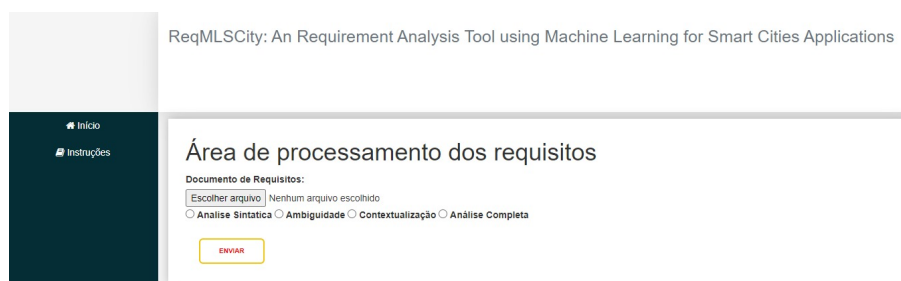 ReqMLSCity: An Requirement Analysis Tool using Machine Learning for Smart Cities Applications
Início
Instruções
Área de processamento dos requisitos
Documento de Requisitos:
Escolher arquivo Nenhum arquivo escolhido
Analise Sintatica Ambiguidade Contextualização Análise Completa
ENVIAR